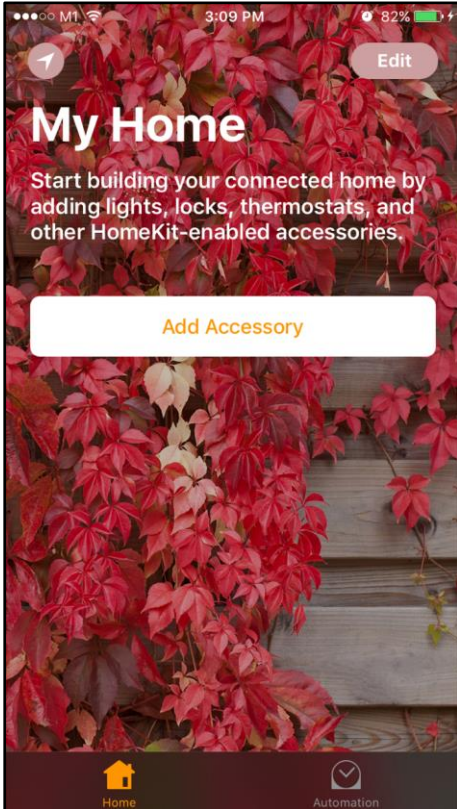 M1 3:09 PM 82%
Edit
My Home
Start building your connected home by
adding lights, locks, thermostats, and
other HomeKit-enabled accessories.
Add Accessory
Home Automation